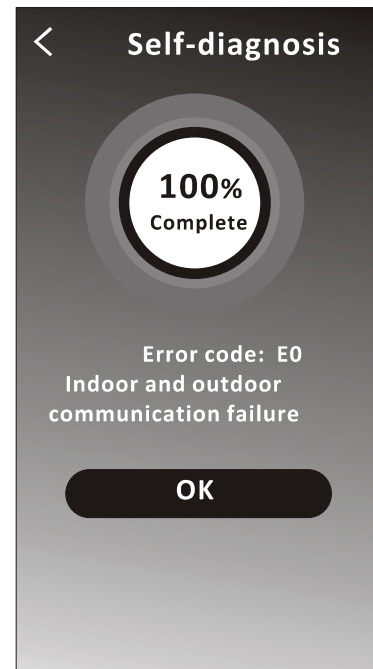 Self-diagnosis
100%
Complete
Error code: E0
Indoor and outdoor
communication failure
OK